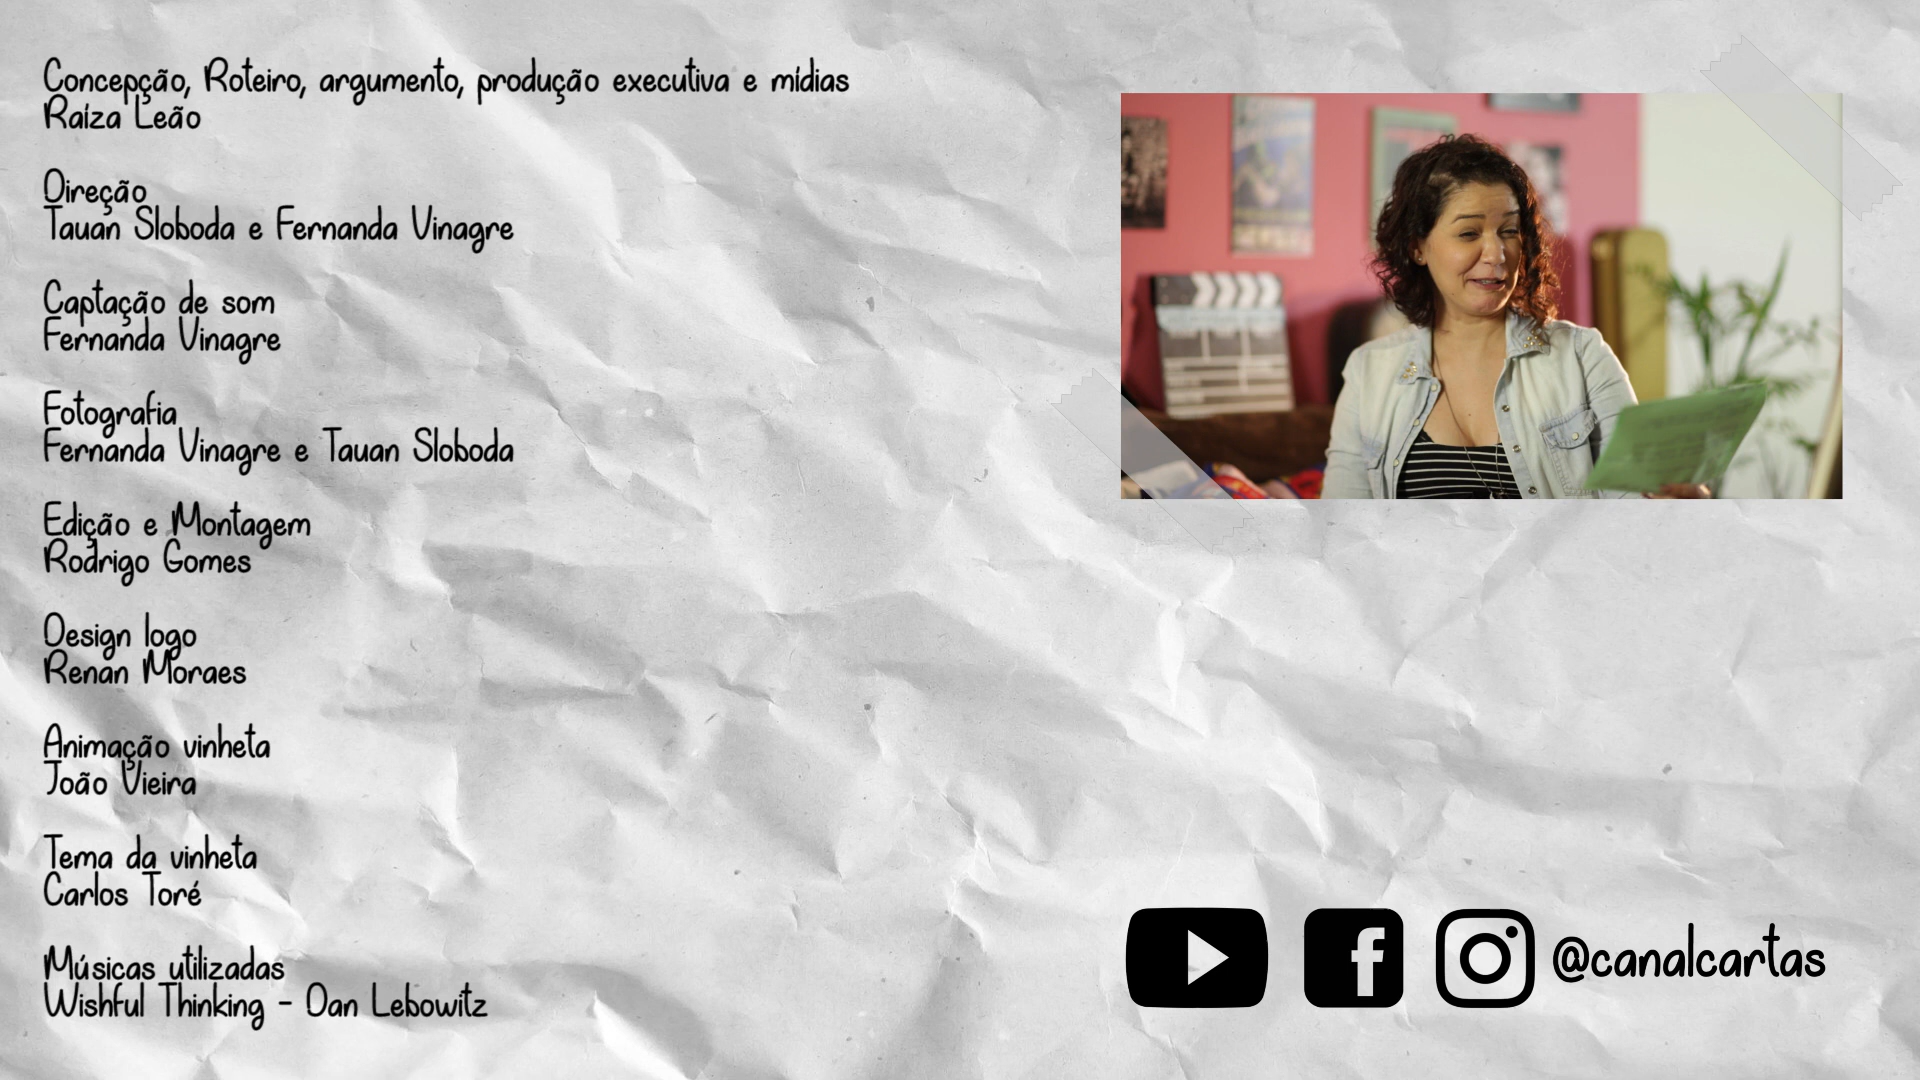 Concepção, Roteiro, argumento, produção executiva e mídias
Raíza Leão
Direção
Tauan Sloboda e Fernanda Vinagre
Captação de som
Fernanda Vinagre
Fotografia
Fernanda Vinagre e Tauan Sloboda
Edição e Montagem
Rodrigo Gomes
Design logo
Renan Moraes
Animação vinheta
João Vieira
Tema da vinheta
Carlos Toré
Músicas utilizadas
Wishful Thinking - Dan Lebowitz
@canalcartas